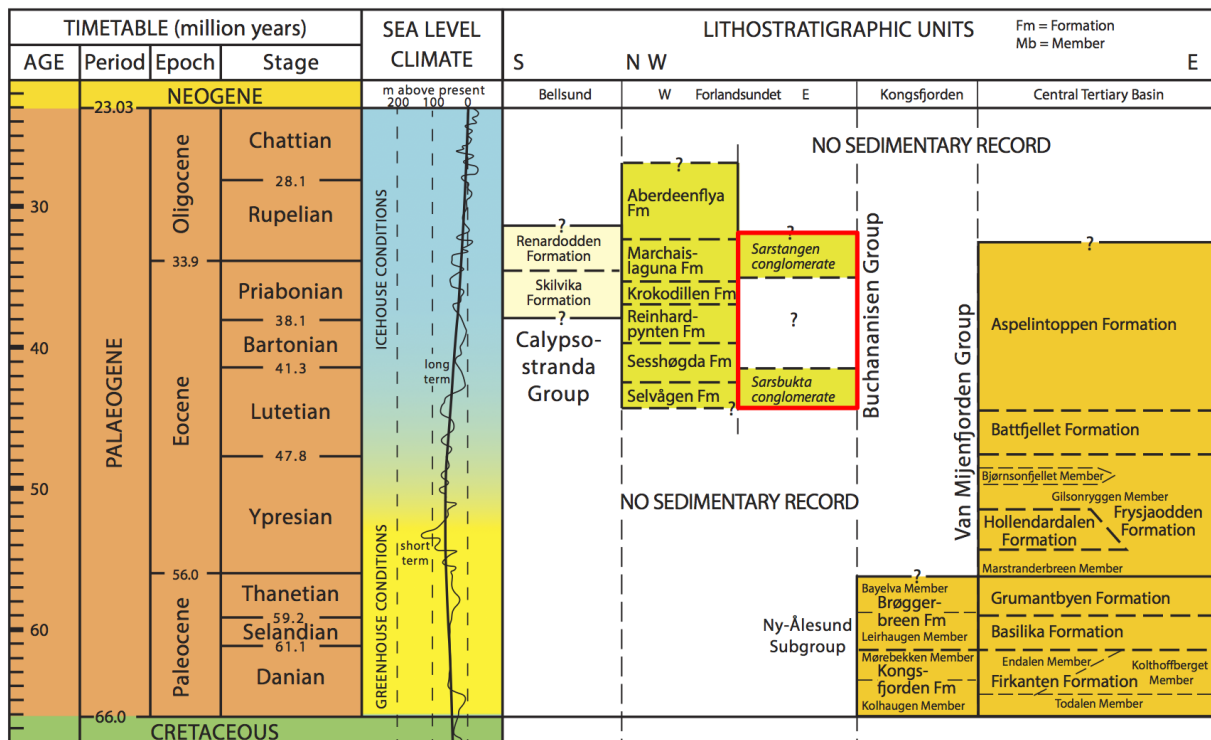 TIMETABLE (million years)
AGE
Period
Epoch
Stage
SEA LEVEL
CLIMATE
LITHOSTRATIGRAPHIC UNITS
Fm = Formation
Mb = Member
S
N W
E
NEOGENE
m above present
200 100 0
Bellsund
W Forlandsundet E
Kongsfjorden
Central Tertiary Basin
23.03
30
40
50
60
PALAEOGENE
Oligocene
Eocene
Paleocene
33.9
56.0
66.0
Chattian
28.1
Rupelian
Priabonian
38.1
Bartonian
41.3
Lutetian
47.8
Ypresian
Thanetian
59.2
Selandian
61.1
Danian
CRETACEOUS
ICEHOUSE CONDITIONS
GREENHOUSE CONDITIONS
long
term
short
term
NO SEDIMENTARY RECORD
?
Renardodden
Formation
Skilvika
Formation
?
Calypso-
stranda
Group
?
Aberdeenflya
Fm
Marchais-
laguna Fm
Krokodillen Fm
Reinhard-
pynten Fm
Sesshøgda Fm
Selvågen Fm
?
?
Sarstangen
conglomerate
?
Sarsbukta
conglomerate
Buchananisen Group
NO SEDIMENTARY RECORD
Ny-Ålesund
Subgroup
?
Bayelva Member
Brøgger-
breen Fm
Leirhaugen Member
Mørebekken Member
Kongs-
fjorden Fm
Kolhaugen Member
Van Mijenfjorden Group
?
Aspelintoppen Formation
Battfjellet Formation
Bjørnsonfjellet Member
Gilsonryggen Member
Hollendardalen
Formation
Frysjaodden
Formation
Marstranderbreen Member
Grumantbyen Formation
Basilika Formation
Endalen Member
Kolthoffberget
Member
Firkanten Formation
Todalen Member